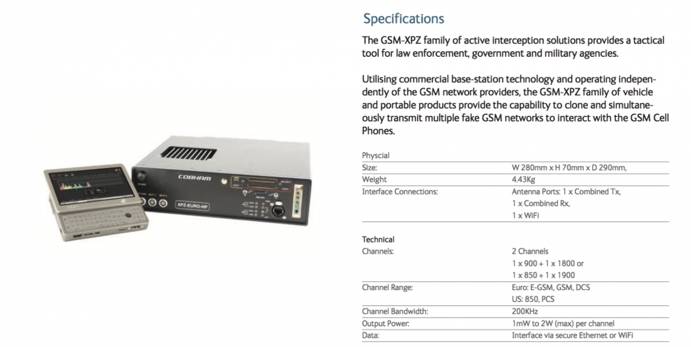 Specifications
The GSM-XPZ family of active interception solutions provides a tactical
tool for law enforcement, government and military agencies.
Utilising commercial base-station technology and operating indepen-
dently of the GSM network providers, the GSM-XPZ family of vehicle
and portable products provide the capability to clone and simultane-
ously transmit multiple fake GSM networks to interact with the GSM Cell
Phones.
Physcial
Size: W 280mm x H 70mm x D 290mm,
Weight 4.43Kg
Interface Connections: Antenna Ports: 1 x Combined Tx,
1 x Combined Rx,
1 x WiFi
COBHAM
XPZ-EURO-HP
Technical
Channels: 2 Channels
1 x 900 + 1 x 1800 or
1 x 850 + 1 x 1900
Channel Range: Euro: E-GSM, GSM, DCS
US: 850, PCS
Channel Bandwidth: 200KHz
Output Power: 1mW to 2W (max) per channel
Data: Interface via secure Ethernet or WiFi